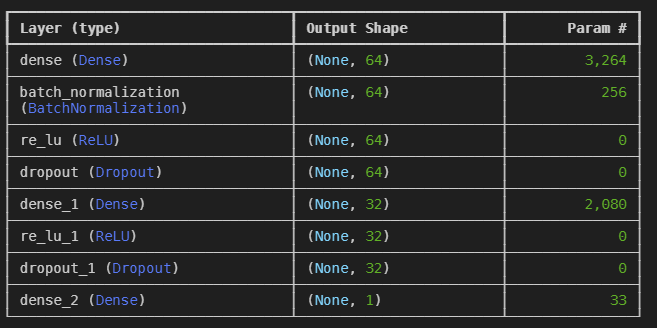 Layer (type) Output Shape Param #
dense (Dense) (None, 64) 3,264
batch_normalization (None, 64) 256
(BatchNormalization)
re_lu (ReLU) (None, 64) 0
dropout (Dropout) (None, 64) 0
dense_1 (Dense) (None, 32) 2,080
re_lu_1 (ReLU) (None, 32) 0
dropout_1 (Dropout) (None, 32) 0
dense_2 (Dense) (None, 1) 33